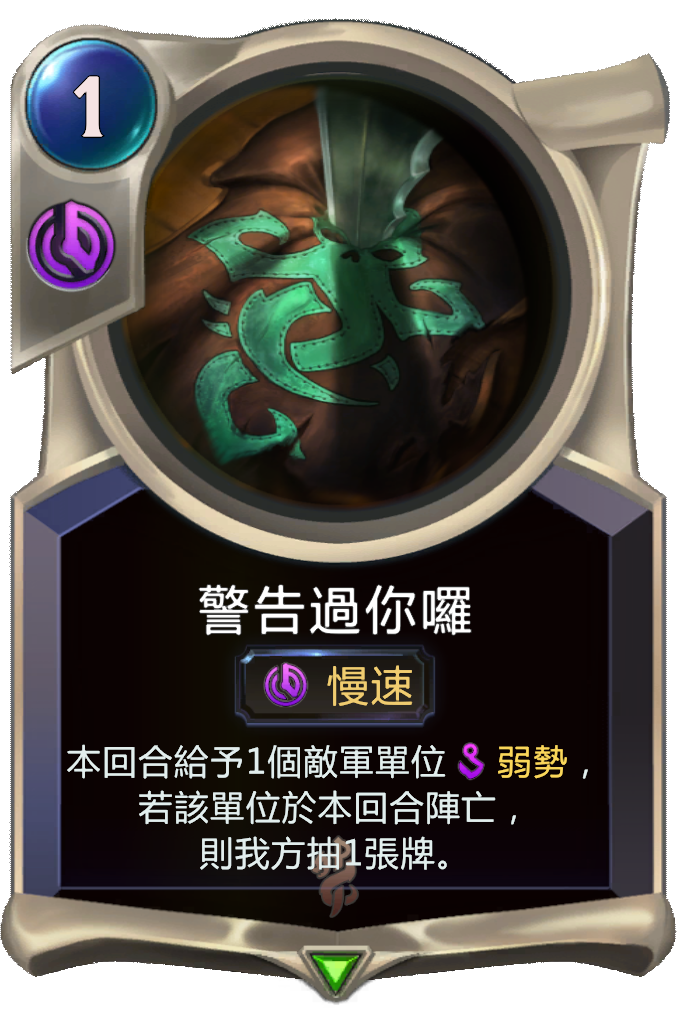 1
警告過你囉
慢速
本回合給予1個敵軍單位 弱勢，
若該單位於本回合陣亡，
則我方抽1張牌。